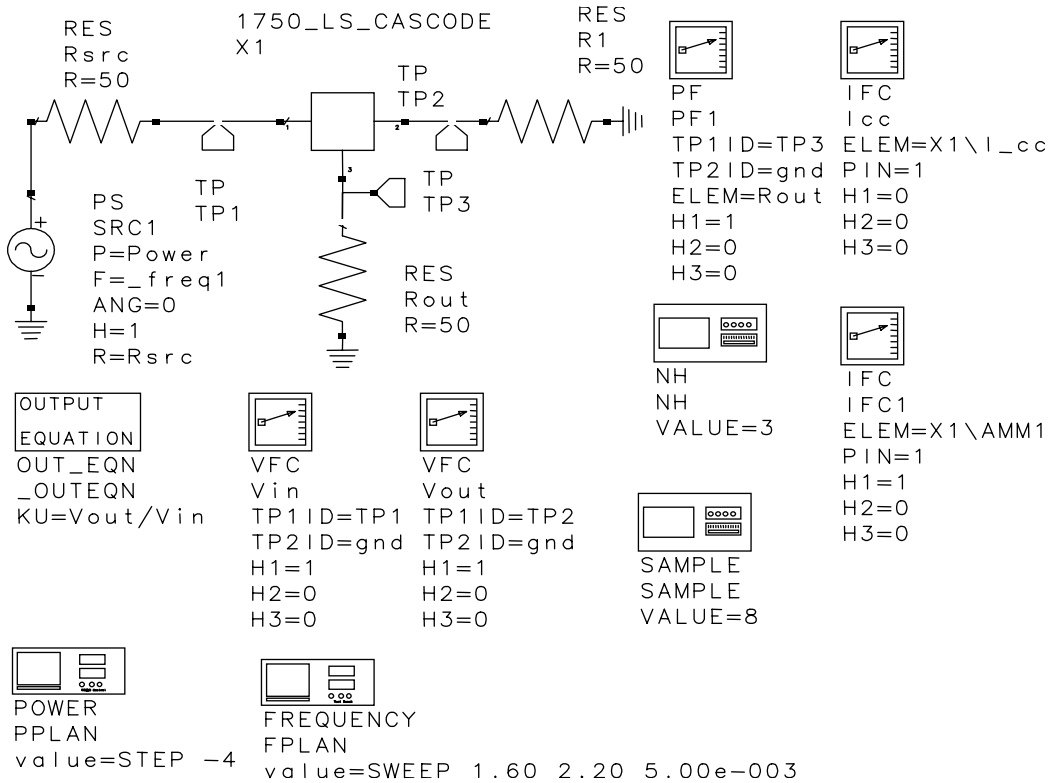 RES
Rsrc
R=50
1750_LS_CASCODE
X1
RES
R1
R=50
TP
TP2
1
2
3
TP
TP1
TP
TP3
PS
SRC1
P=Power
F=_freq1
ANG=0
H=1
R=Rsrc
RES
Rout
R=50
PF
PF1
TP1ID=TP3
TP2ID=gnd
ELEM=Rout
H1=1
H2=0
H3=0
IFC
Icc
ELEM=X1\I_cc
PIN=1
H1=0
H2=0
H3=0
NH
NH
VALUE=3
IFC
IFC1
ELEM=X1\AMM1
PIN=1
H1=1
H2=0
H3=0
OUTPUT
EQUATION
OUT_EQN
_OUTEQN
KU=Vout/Vin
VFC
Vin
TP1ID=TP1
TP2ID=gnd
H1=1
H2=0
H3=0
VFC
Vout
TP1ID=TP2
TP2ID=gnd
H1=1
H2=0
H3=0
SAMPLE
SAMPLE
VALUE=8
POWER
PPLAN
value=STEP -4
FREQUENCY
FPLAN
value=SWEEP 1.60 2.20 5.00e-003